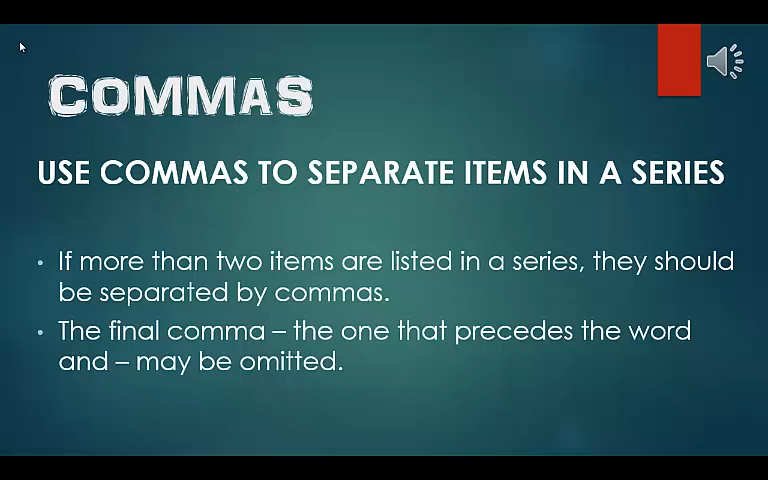 COMMAS
USE COMMAS TO SEPARATE ITEMS IN A SERIES
• If more than two items are listed in a series, they should
be separated by commas.
• The final comma – the one that precedes the word
and – may be omitted.